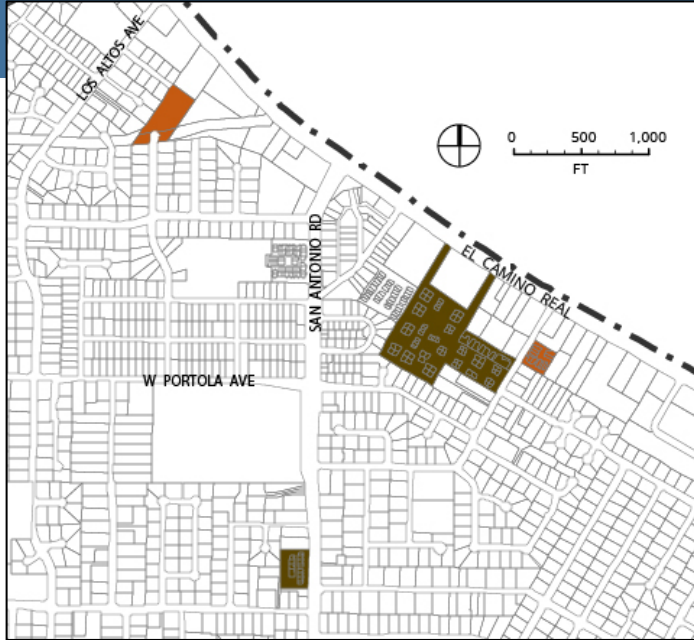 LOS ALTOS AVE
0 500 1,000
FT
SAN ANTONIO RD
EL CAMINO REAL
W PORTOLA AVE